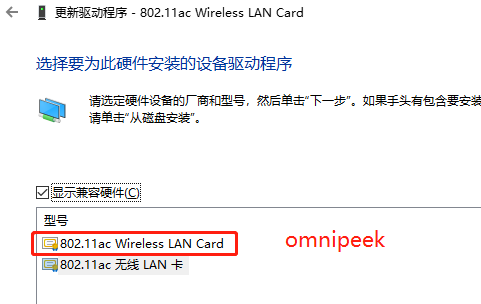 更新驱动程序 - 802.11ac Wireless LAN Card
选择要为此硬件安装的设备驱动程序
请选定硬件设备的厂商和型号，然后单击“下一步”。如果手头有包含要安装
请单击“从磁盘安装”。
显示兼容硬件(C)
型号
802.11ac Wireless LAN Card
omnipeek
802.11ac 无线 LAN 卡